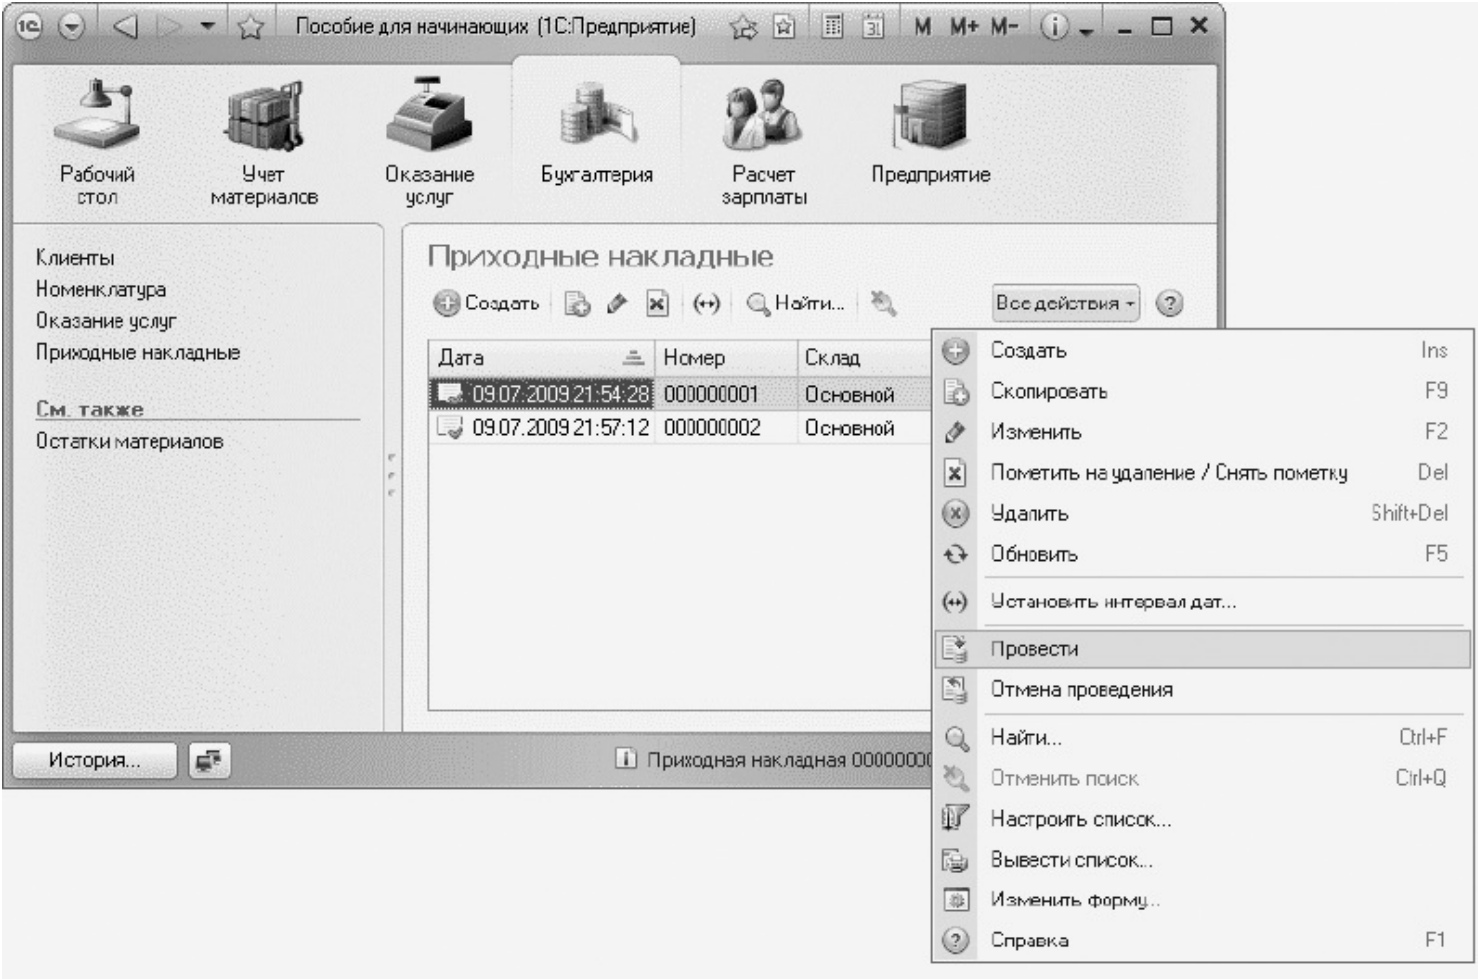 1С Пособие для начинающих (1С:Предприятие) 31 M M+ M-
Рабочий стол
Учет материалов
Оказание услуг
Бухгалтерия
Расчет зарплаты
Предприятие
Клиенты
Номенклатура
Оказание услуг
Приходные накладные
См. также
Остатки материалов
Приходные накладные
Создать Найти... Все действия
Дата Номер Склад
09.07.2009 21:54:28 000000001 Основной
09.07.2009 21:57:12 000000002 Основной
Создать Ins
Скопировать F9
Изменить F2
Пометить на удаление / Снять пометку Del
Удалить Shift+Del
Обновить F5
Установить интервал дат...
Провести
Отмена проведения
Найти... Ctrl+F
Отменить поиск Ctrl+Q
Настроить список...
Вывести список...
Изменить форму...
Справка F1
История... Приходная накладная 00000000